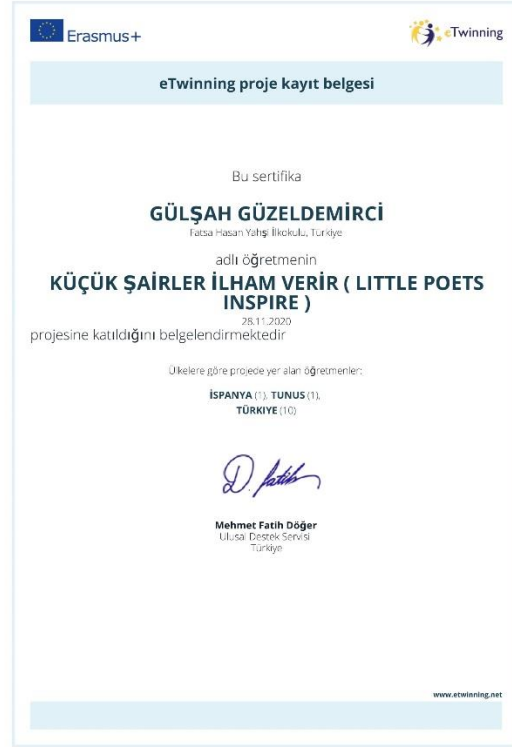 Erasmus+
eTwinning
eTwinning proje kayıt belgesi
Bu sertifika
GÜLŞAH GÜZELDEMİRCİ
Fatsa Hasan Yahşi İlkokulu, Türkiye
adlı öğretmenin
KÜÇÜK ŞAİRLER İLHAM VERİR ( LITTLE POETS
INSPIRE )
28.11.2020
projesine katıldığını belgelendirmektedir
Ülkelere göre projede yer alan öğretmenler:
İSPANYA (1), TUNUS (1),
TÜRKIYE (10)
D. fatih
Mehmet Fatih Döğer
Ulusal Destek Servisi
Türkiye
www.etwinning.net